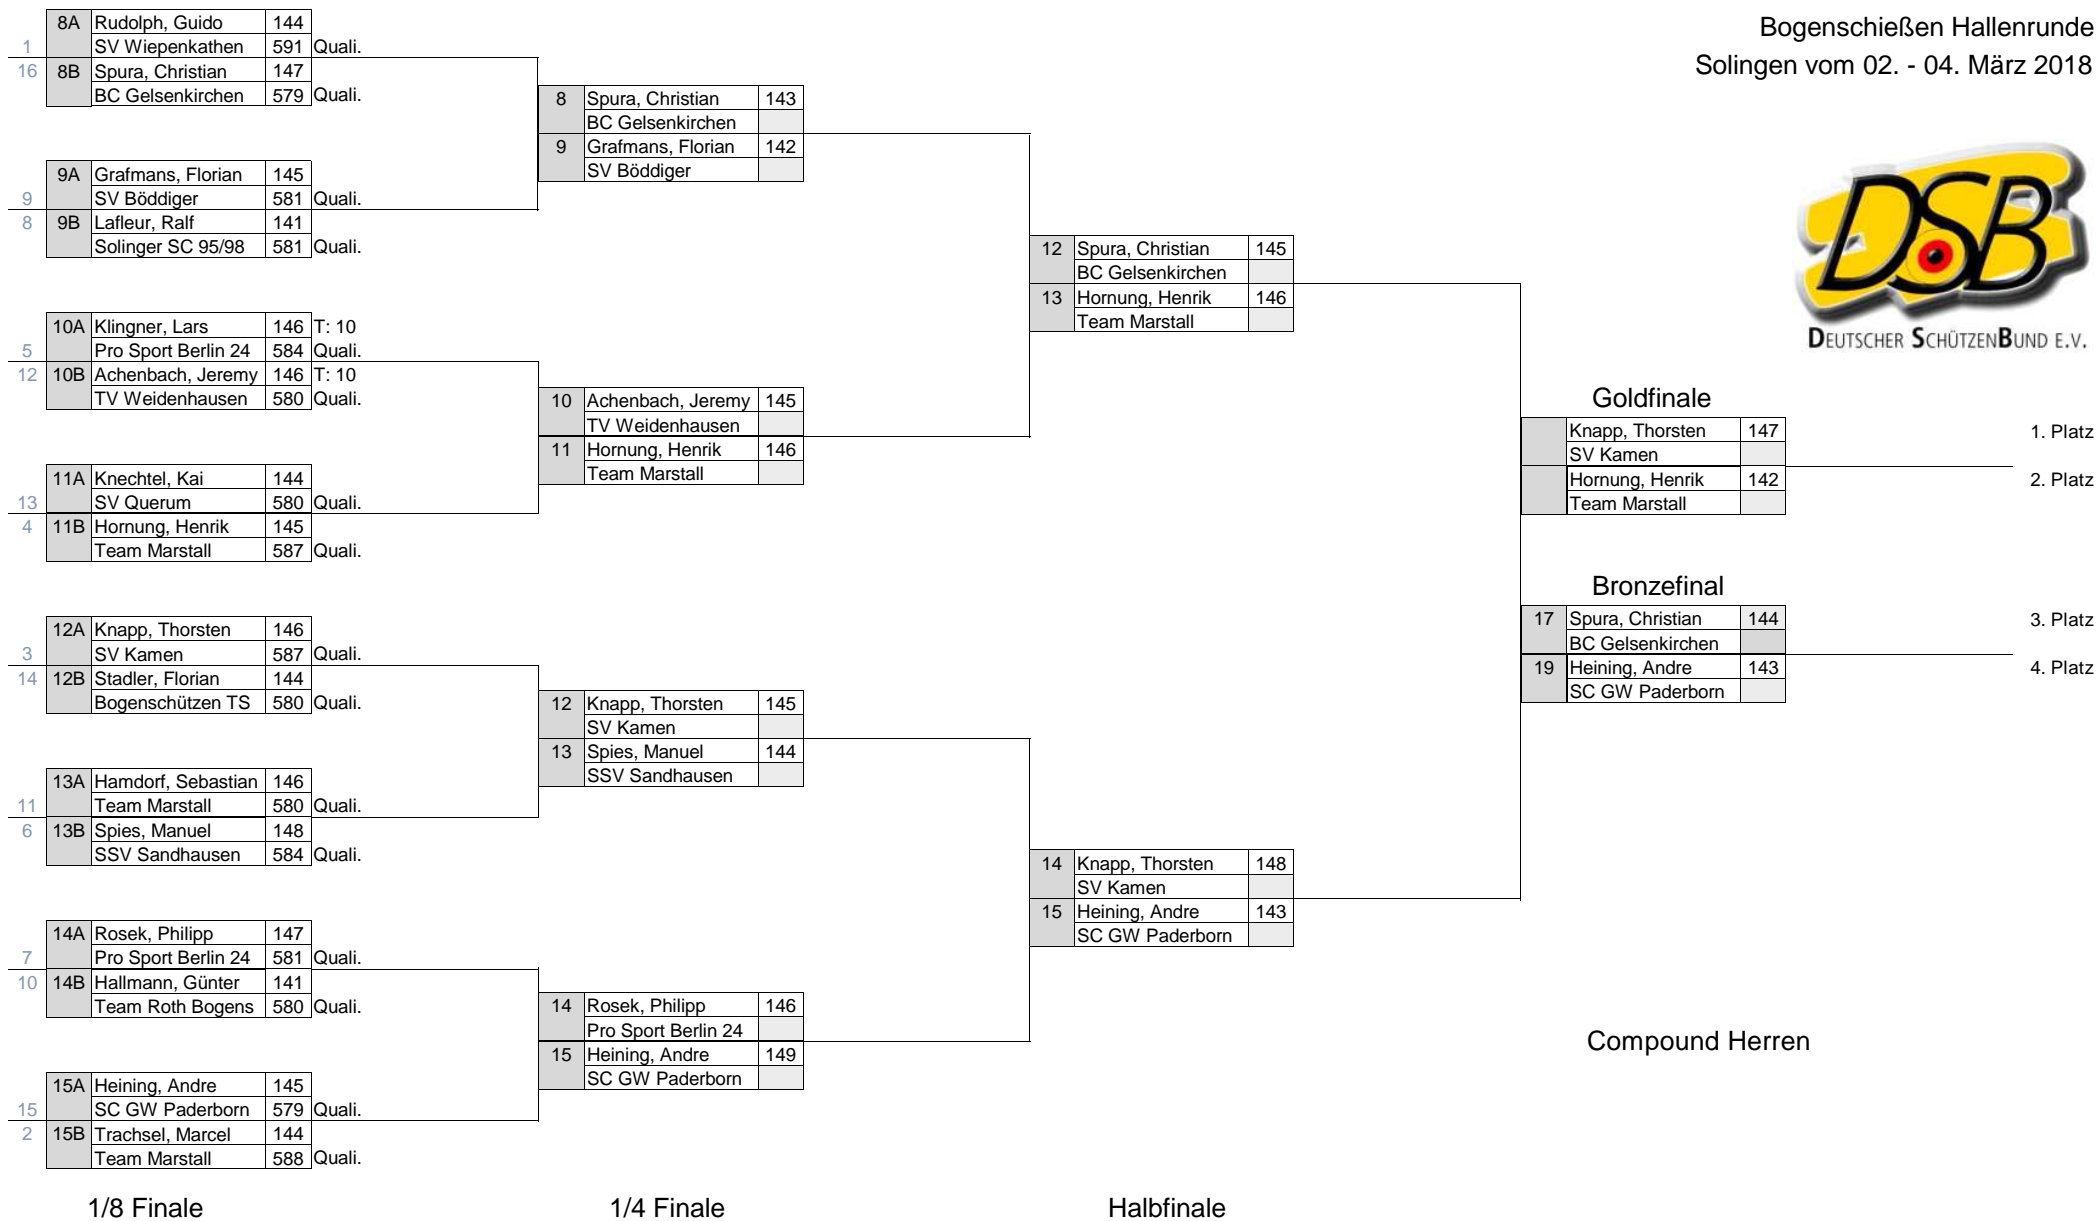 Bogenschießen Hallenrunde
Solingen vom 02. - 04. März 2018
DSB
DEUTSCHER SCHÜTZENBUND E.V.
8A Rudolph, Guido 144
1 SV Wiepenkathen 591 Quali.
16 8B Spura, Christian 147
BC Gelsenkirchen 579 Quali.
9A Grafmans, Florian 145
9 SV Böddiger 581 Quali.
8 9B Lafleur, Ralf 141
Solinger SC 95/98 581 Quali.
10A Klingner, Lars 146 T: 10
5 Pro Sport Berlin 24 584 Quali.
12 10B Achenbach, Jeremy 146 T: 10
TV Weidenhausen 580 Quali.
11A Knechtel, Kai 144
13 SV Querum 580 Quali.
4 11B Hornung, Henrik 145
Team Marstall 587 Quali.
12A Knapp, Thorsten 146
3 SV Kamen 587 Quali.
14 12B Stadler, Florian 144
Bogenschützen TS 580 Quali.
13A Hamdorf, Sebastian 146
11 Team Marstall 580 Quali.
6 13B Spies, Manuel 148
SSV Sandhausen 584 Quali.
14A Rosek, Philipp 147
7 Pro Sport Berlin 24 581 Quali.
10 14B Hallmann, Günter 141
Team Roth Bogens 580 Quali.
15A Heining, Andre 145
15 SC GW Paderborn 579 Quali.
2 15B Trachsel, Marcel 144
Team Marstall 588 Quali.
1/8 Finale
8 Spura, Christian 143
BC Gelsenkirchen
9 Grafmans, Florian 142
SV Böddiger
10 Achenbach, Jeremy 145
TV Weidenhausen
11 Hornung, Henrik 146
Team Marstall
12 Knapp, Thorsten 145
SV Kamen
13 Spies, Manuel 144
SSV Sandhausen
14 Rosek, Philipp 146
Pro Sport Berlin 24
15 Heining, Andre 149
SC GW Paderborn
1/4 Finale
12 Spura, Christian 145
BC Gelsenkirchen
13 Hornung, Henrik 146
Team Marstall
14 Knapp, Thorsten 148
SV Kamen
15 Heining, Andre 143
SC GW Paderborn
Halbfinale
Goldfinale
Knapp, Thorsten 147 1. Platz
SV Kamen
Hornung, Henrik 142 2. Platz
Team Marstall
Bronzefinal
17 Spura, Christian 144 3. Platz
BC Gelsenkirchen
19 Heining, Andre 143 4. Platz
SC GW Paderborn
Compound Herren